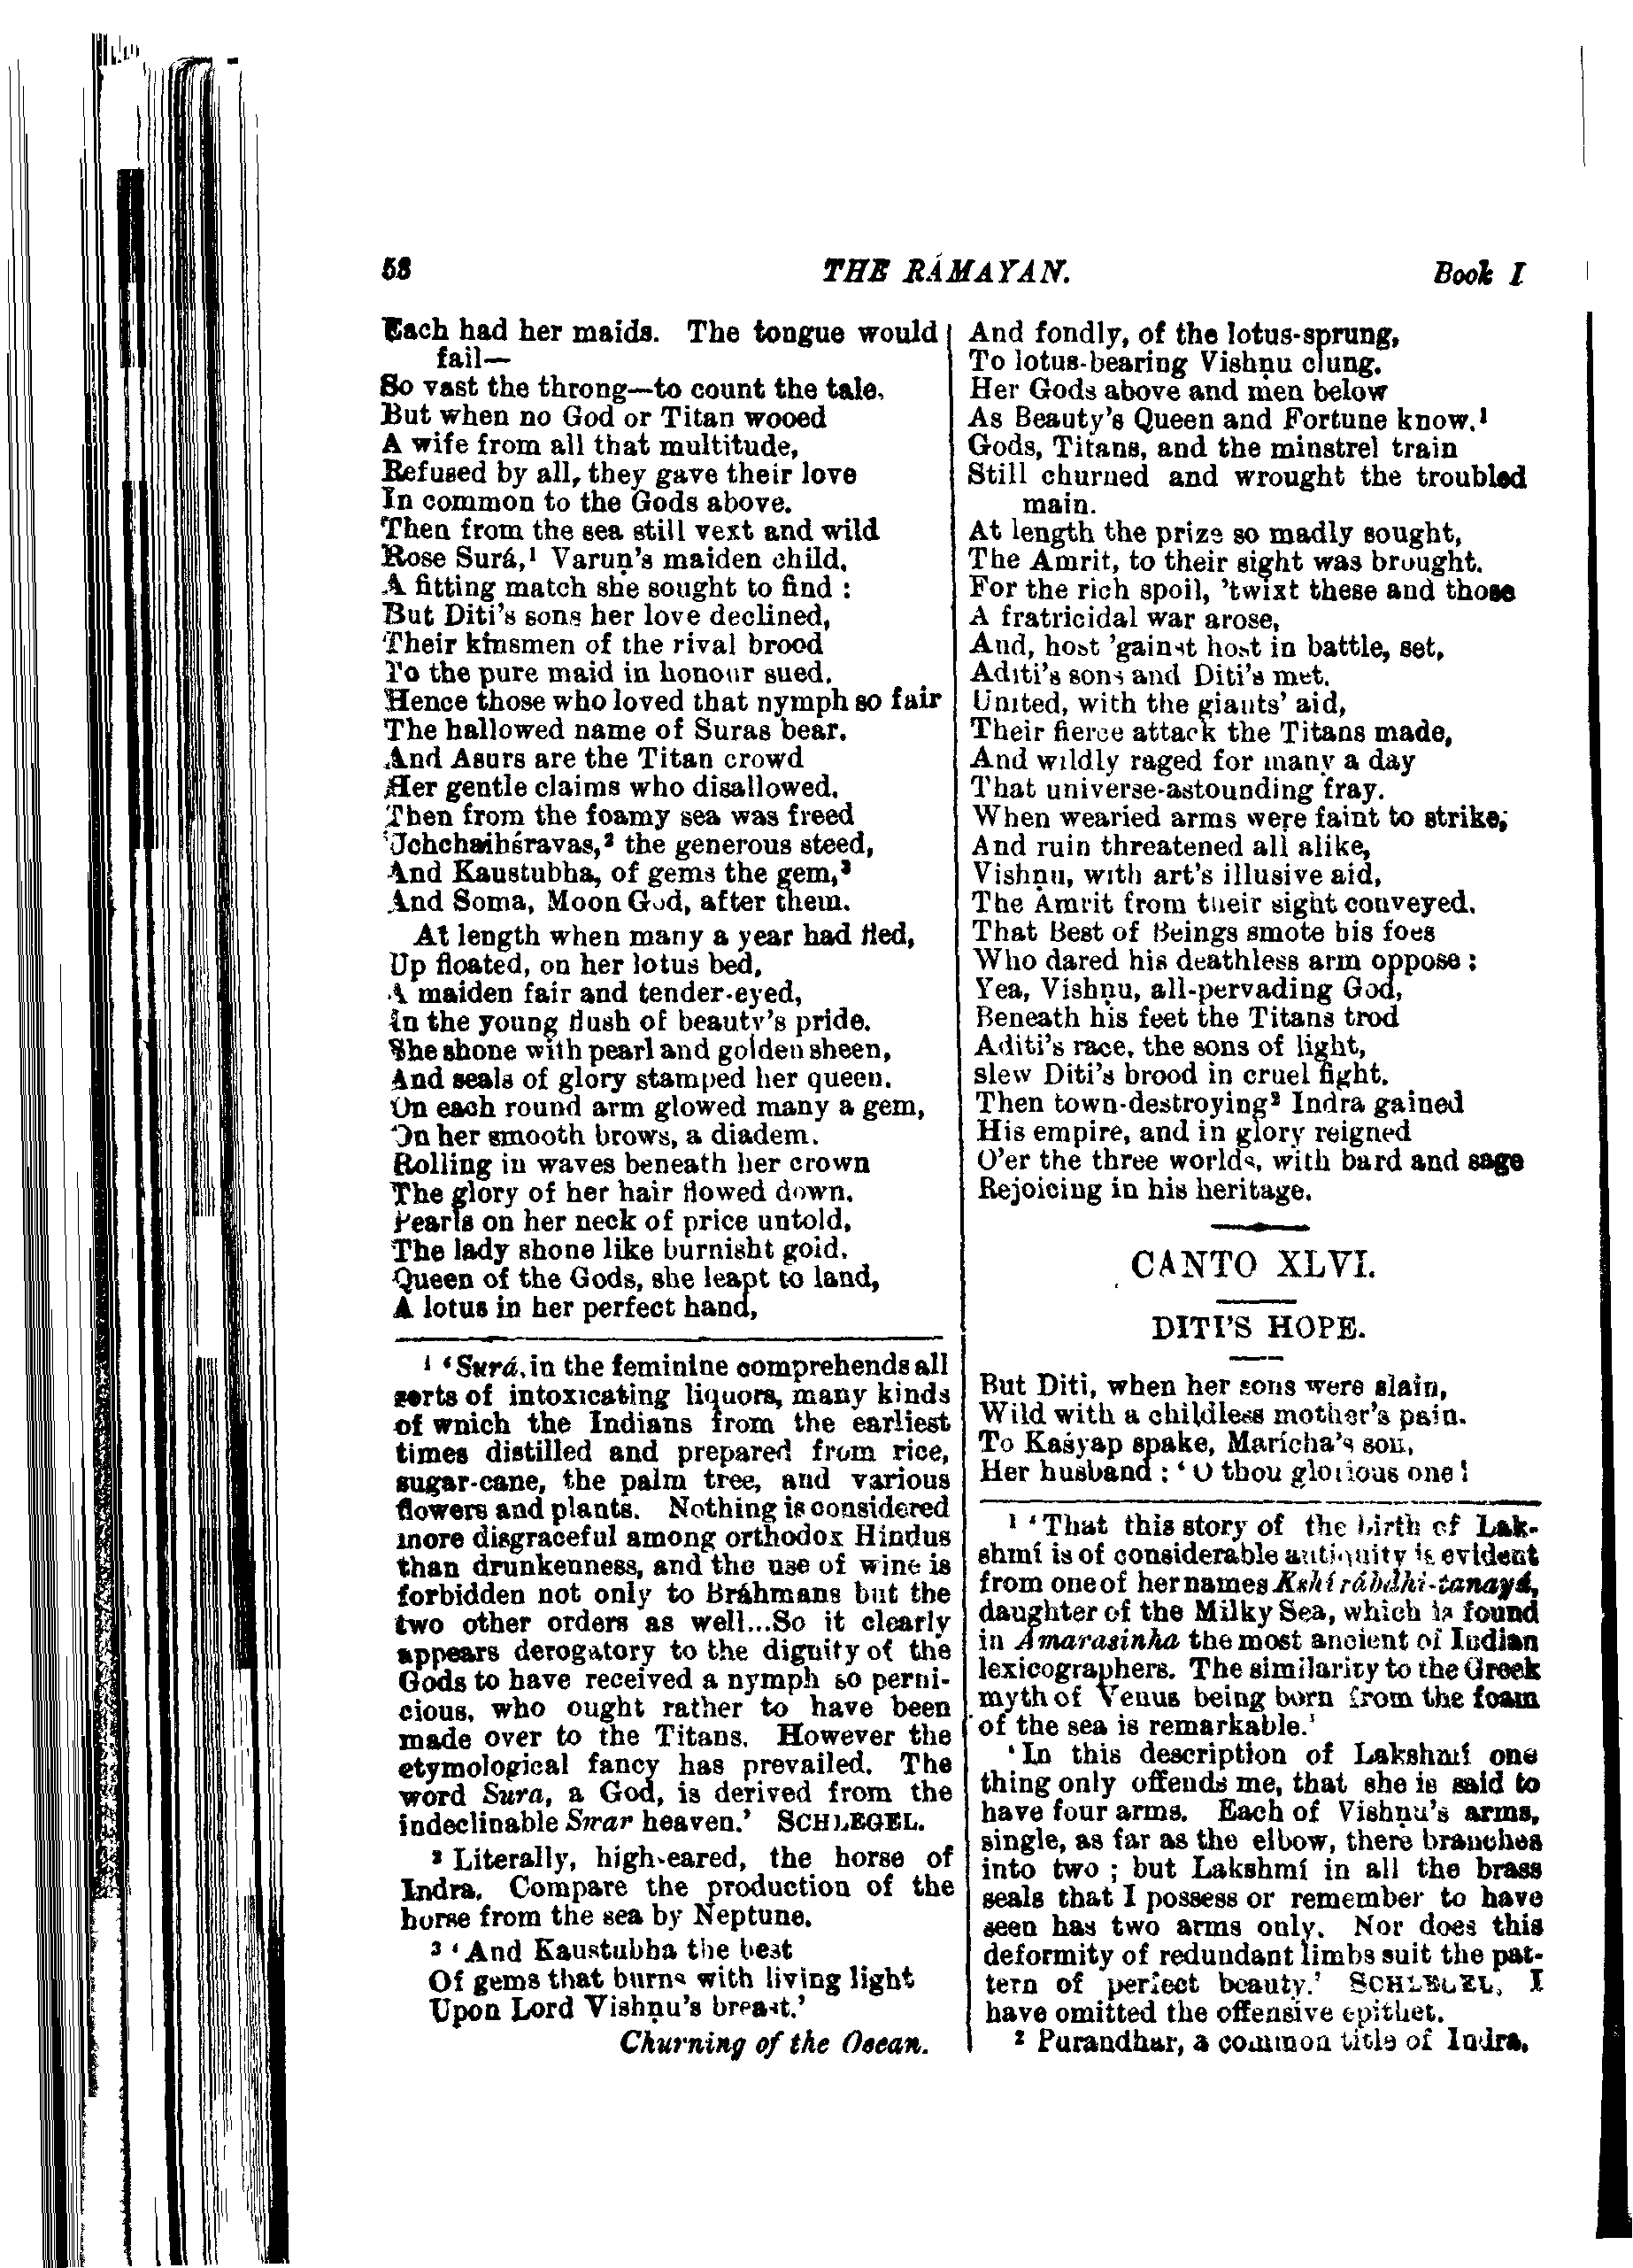 58 THE RÁMAYAN. Book I
Each had her maids. The tongue would
fail—
So vast the throng—to count the tale.
But when no God or Titan wooed
A wife from all that multitude,
Refused by all, they gave their love
In common to the Gods above.
Then from the sea still vext and wild
Rose Surá,¹ Varuṇ's maiden child.
A fitting match she sought to find :
But Diti's sons her love declined,
Their kinsmen of the rival brood
To the pure maid in honour sued.
Hence those who loved that nymph so fair
The hallowed name of Suras bear.
And Asurs are the Titan crowd
Her gentle claims who disallowed.
Then from the foamy sea was freed
Uchchaihśravas,² the generous steed,
And Kaustubha, of gems the gem,³
And Soma, Moon God, after them.
At length when many a year had fled,
Up floated, on her lotus bed,
A maiden fair and tender-eyed,
In the young flush of beauty's pride.
She shone with pearl and golden sheen,
And seals of glory stamped her queen.
On each round arm glowed many a gem,
On her smooth brows, a diadem.
Rolling in waves beneath her crown
The glory of her hair flowed down.
Pearls on her neck of price untold,
The lady shone like burnisht gold.
Queen of the Gods, she leapt to land,
A lotus in her perfect hand,
¹ 'Surá, in the feminine comprehends all
sorts of intoxicating liquors, many kinds
of which the Indians from the earliest
times distilled and prepared from rice,
sugar-cane, the palm tree, and various
flowers and plants. Nothing is considered
more disgraceful among orthodox Hindus
than drunkenness, and the use of wine is
forbidden not only to Bráhmans but the
two other orders as well...So it clearly
appears derogatory to the dignity of the
Gods to have received a nymph so perni-
cious, who ought rather to have been
made over to the Titans. However the
etymological fancy has prevailed. The
word Sura, a God, is derived from the
indeclinable Swar heaven.' SCHLEGEL.
² Literally, high-eared, the horse of
Indra. Compare the production of the
horse from the sea by Neptune.
³ 'And Kaustubha the best
Of gems that burns with living light
Upon Lord Vishṇu's breast.'
Churning of the Ocean.
And fondly, of the lotus-sprung,
To lotus-bearing Vishṇu clung.
Her Gods above and men below
As Beauty's Queen and Fortune know.¹
Gods, Titans, and the minstrel train
Still churned and wrought the troubled
main.
At length the prize so madly sought,
The Amrit, to their sight was brought.
For the rich spoil, 'twixt these and those
A fratricidal war arose,
And, host 'gainst host in battle, set,
Aditi's sons and Diti's met.
United, with the giants' aid,
Their fierce attack the Titans made,
And wildly raged for many a day
That universe-astounding fray.
When wearied arms were faint to strike,
And ruin threatened all alike,
Vishṇu, with art's illusive aid,
The Amrit from their sight conveyed.
That Best of Beings smote his foes
Who dared his deathless arm oppose :
Yea, Vishṇu, all-pervading God,
Beneath his feet the Titans trod
Aditi's race, the sons of light,
Slew Diti's brood in cruel fight.
Then town-destroying² Indra gained
His empire, and in glory reigned
O'er the three worlds, with bard and sage
Rejoicing in his heritage.
CANTO XLVI.
DITI'S HOPE.
But Diti, when her sons were slain,
Wild with a childless mother's pain.
To Kaśyap spake, Marícha's son,
Her husband : 'O thou glorious one!
¹ 'That this story of the birth of Lak-
shmí is of considerable antiquity is evident
from one of her names Kshírábdhi-tanayá,
daughter of the Milky Sea, which is found
in Amarasinha the most ancient of Indian
lexicographers. The similarity to the Greek
myth of Venus being born from the foam
of the sea is remarkable.'
'In this description of Lakshmí one
thing only offends me, that she is said to
have four arms. Each of Vishṇu's arms,
single, as far as the elbow, there branches
into two ; but Lakshmí in all the brass
seals that I possess or remember to have
seen has two arms only. Nor does this
deformity of redundant limbs suit the pat-
tern of perfect beauty.' SCHLEGEL. I
have omitted the offensive epithet.
² Purandhar, a common title of Indra.